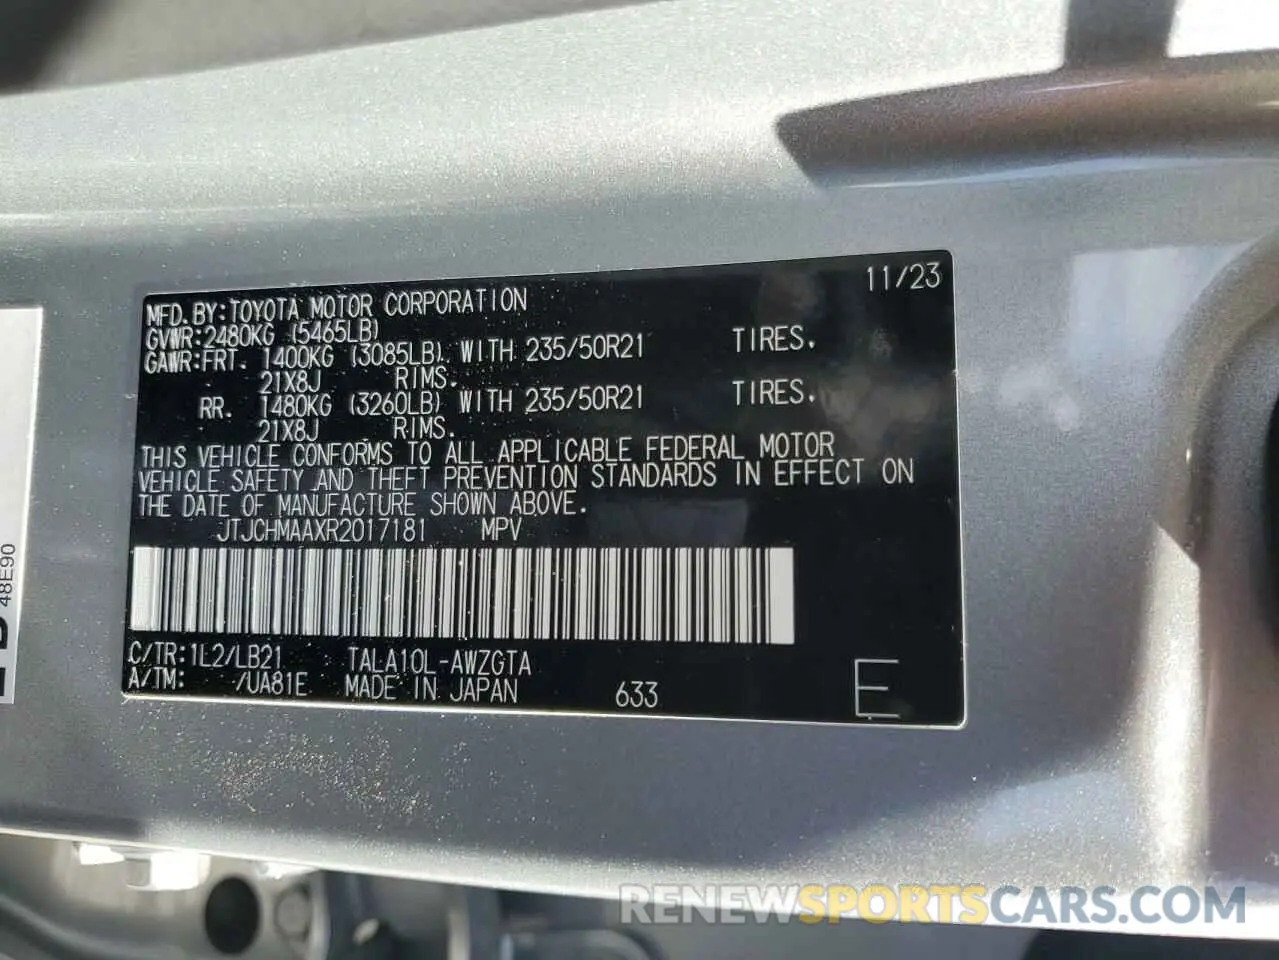 11/23
MFD.BY:TOYOTA MOTOR CORPORATION
GVWR:2480KG (5465LB)
GAWR:FRT. 1400KG (3085LB) WITH 235/50R21 TIRES.
21X8J RIMS.
RR. 1480KG (3260LB) WITH 235/50R21 TIRES.
21X8J RIMS.
THIS VEHICLE CONFORMS TO ALL APPLICABLE FEDERAL MOTOR
VEHICLE SAFETY AND THEFT PREVENTION STANDARDS IN EFFECT ON
THE DATE OF MANUFACTURE SHOWN ABOVE.
JTJCHMAAXR2017181 MPV
C/TR:1L2/LB21 TALA10L-AWZGTA
A/TM: /UA81E MADE IN JAPAN 633 E
48E90
RENEWSPORTSCARS.COM